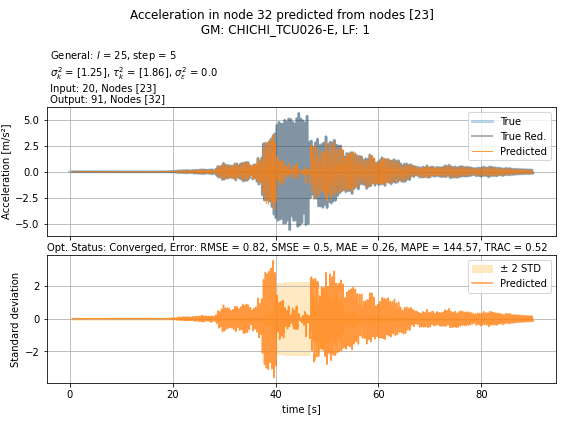 Acceleration in node 32 predicted from nodes [23]
GM: CHICHI_TCU026-E, LF: 1
General: l = 25, step = 5
σ²ₖ = [1.25], τ²ₖ = [1.86], σ²ε = 0.0
Input: 20, Nodes [23]
Output: 91, Nodes [32]
Acceleration [m/s²]
5.0
2.5
0.0
−2.5
−5.0
True
True Red.
Predicted
Opt. Status: Converged, Error: RMSE = 0.82, SMSE = 0.5, MAE = 0.26, MAPE = 144.57, TRAC = 0.52
Standard deviation
2
0
−2
± 2 STD
Predicted
0 20 40 60 80
time [s]